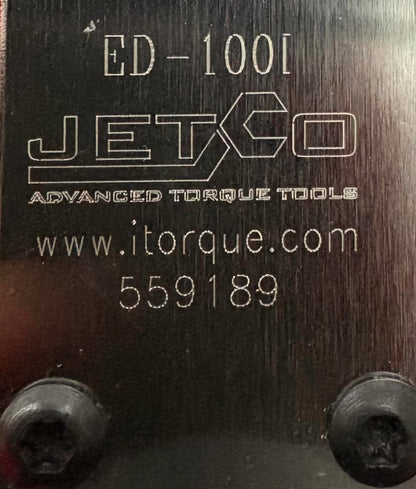 ED-100I
JETCO
ADVANCED TORQUE TOOLS
www.itorque.com
559189